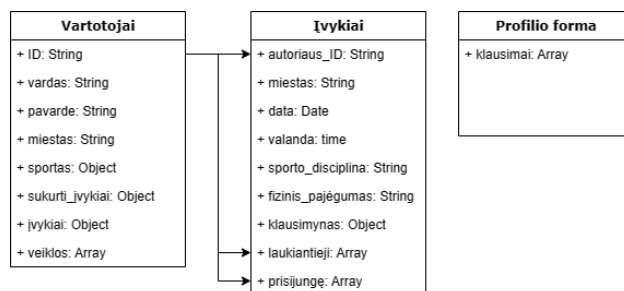 Vartotojai
+ ID: String
+ vardas: String
+ pavarde: String
+ miestas: String
+ sportas: Object
+ sukurti_įvykiai: Object
+ įvykiai: Object
+ veiklos: Array
Įvykiai
+ autoriaus_ID: String
+ miestas: String
+ data: Date
+ valanda: time
+ sporto_disciplina: String
+ fizinis_pajėgumas: String
+ klausimynas: Object
+ laukiantieji: Array
+ prisijungę: Array
Profilio forma
+ klausimai: Array